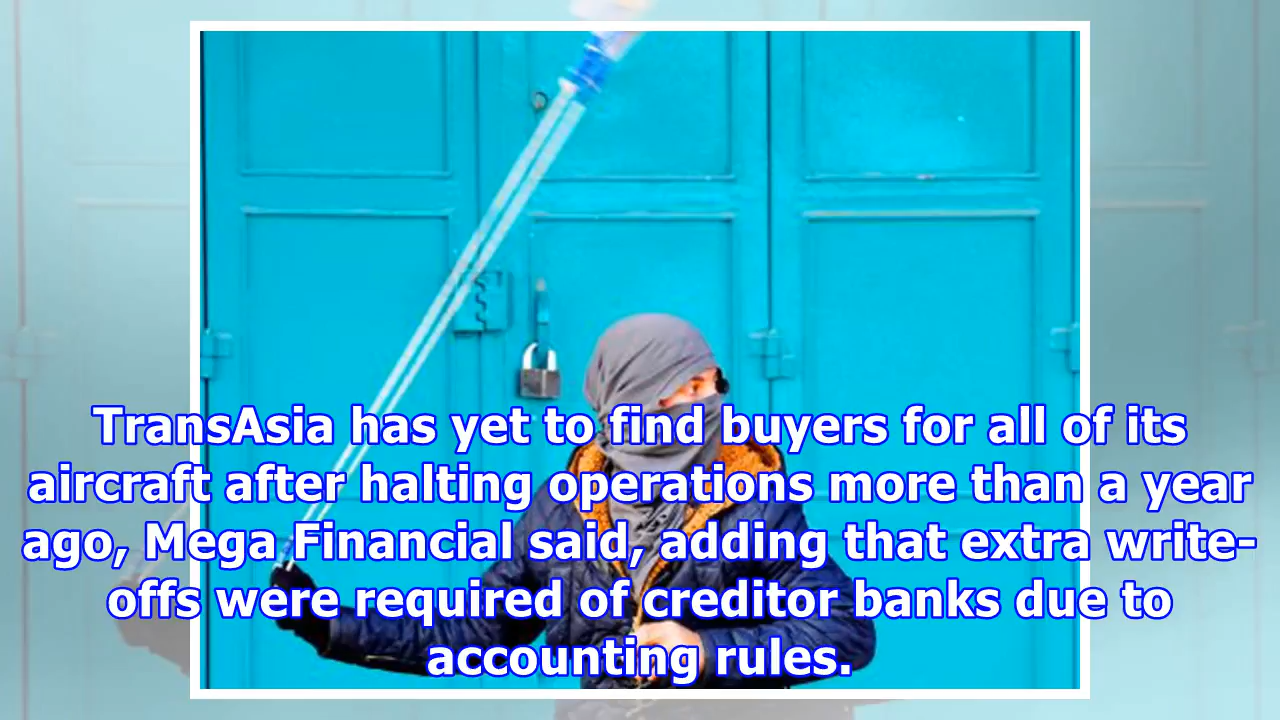 TransAsia has yet to find buyers for all of its
aircraft after halting operations more than a year
ago, Mega Financial said, adding that extra write-
offs were required of creditor banks due to
accounting rules.